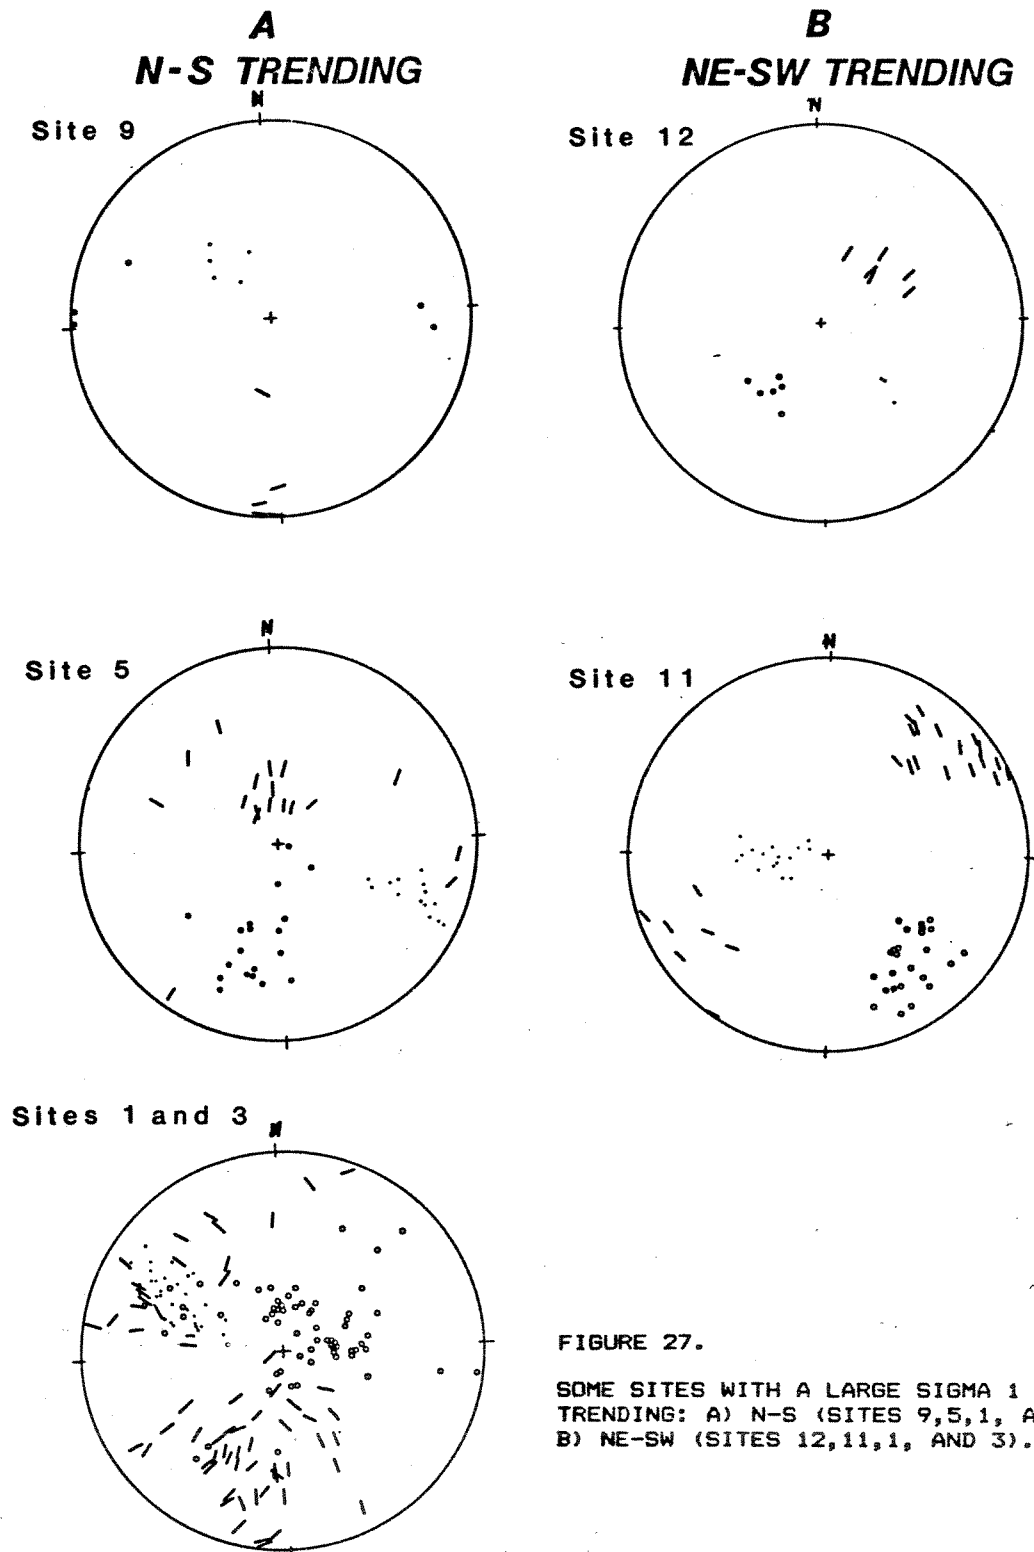 A
N-S TRENDING
B
NE-SW TRENDING
N
Site 9
N
Site 12
N
Site 5
N
Site 11
Sites 1 and 3
N
FIGURE 27.
SOME SITES WITH A LARGE SIGMA 1
TRENDING: A) N-S (SITES 9,5,1,
B) NE-SW (SITES 12,11,1, AND 3).